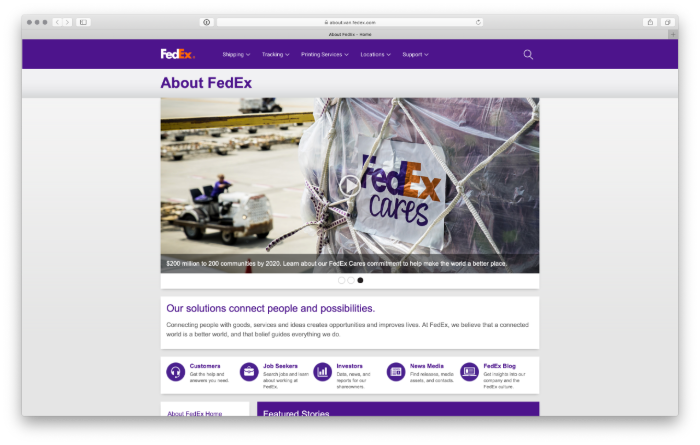 about.van.fedex.com
About FedEx - Home
FedEx.
Shipping Tracking Printing Services Locations Support
About FedEx
FedEx
cares
$200 million to 200 communities by 2020. Learn about our FedEx Cares commitment to help make the world a better place.
Our solutions connect people and possibilities.
Connecting people with goods, services and ideas creates opportunities and improves lives. At FedEx, we believe that a connected
world is a better world, and that belief guides everything we do.
Customers
Get the help and
answers you need.
Job Seekers
Search jobs and learn
about working at
FedEx.
Investors
Data, news, and
reports for our
shareowners.
News Media
Find releases, media
assets, and contacts.
FedEx Blog
Get insights into our
company and the
FedEx culture.
About FedEx Home
Featured Stories